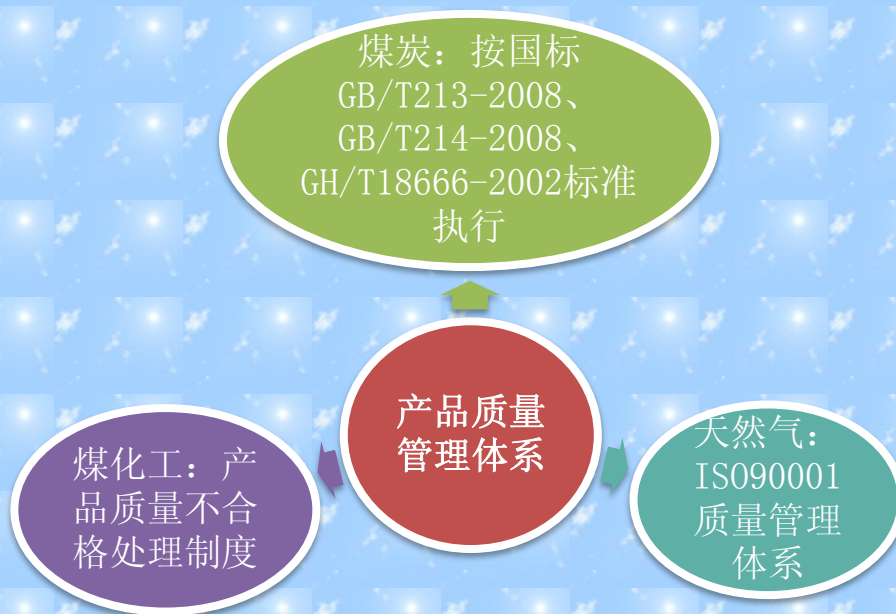 煤炭：按国标
GB/T213-2008、
GB/T214-2008、
GH/T18666-2002标准
执行
产品质量
管理体系
煤化工：产
品质量不合
格处理制度
天然气：
ISO90001
质量管理
体系